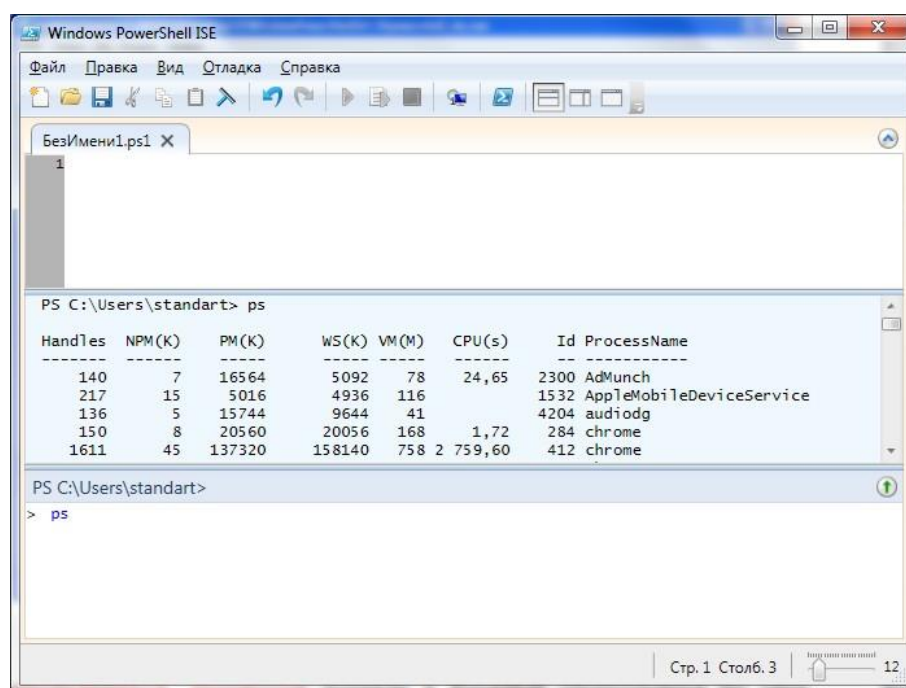 Windows PowerShell ISE
Файл Правка Вид Отладка Справка
БезИмени1.ps1
1
PS C:\Users\standart> ps
Handles NPM(K) PM(K) WS(K) VM(M) CPU(s) Id ProcessName
------- ------ ----- ----- ----- ------ -- -----------
140 7 16564 5092 78 24,65 2300 AdMunch
217 15 5016 4936 116 1532 AppleMobileDeviceService
136 5 15744 9644 41 4204 audiodg
150 8 20560 20056 168 1,72 284 chrome
1611 45 137320 158140 758 2 759,60 412 chrome
PS C:\Users\standart>
> ps
Стр. 1 Столб. 3 12